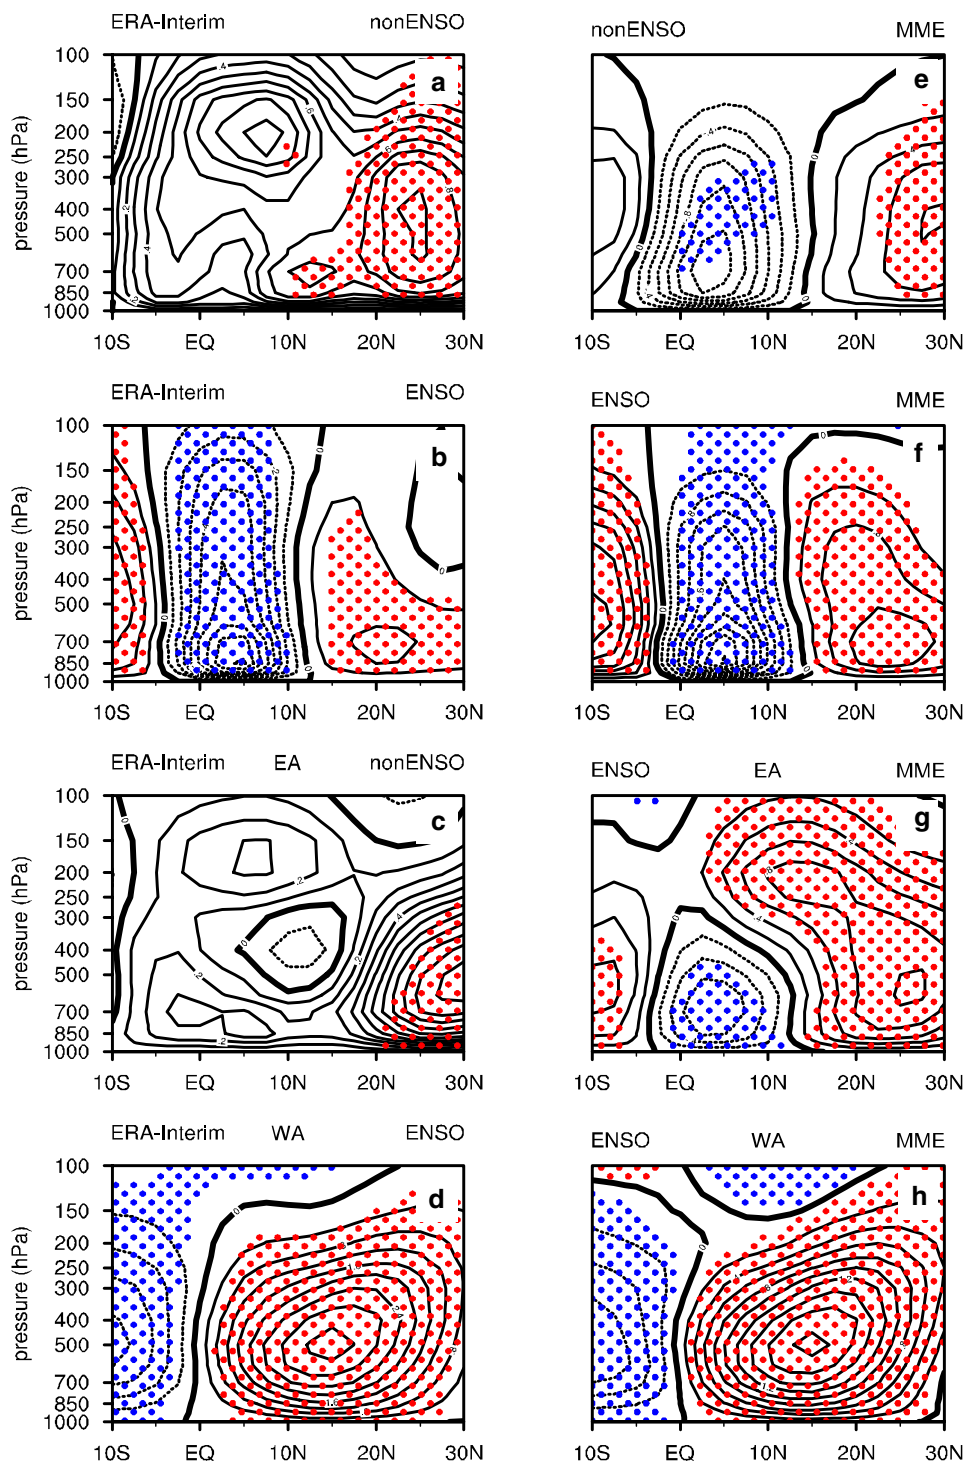 ERA-Interim nonENSO
a
pressure (hPa)
100
150
200
250
300
400
500
700
850
1000
10S EQ 10N 20N 30N
nonENSO MME
e
10S EQ 10N 20N 30N
ERA-Interim ENSO
b
pressure (hPa)
100
150
200
250
300
400
500
700
850
1000
10S EQ 10N 20N 30N
ENSO MME
f
10S EQ 10N 20N 30N
ERA-Interim EA nonENSO
c
pressure (hPa)
100
150
200
250
300
400
500
700
850
1000
10S EQ 10N 20N 30N
ENSO EA MME
g
10S EQ 10N 20N 30N
ERA-Interim WA ENSO
d
pressure (hPa)
100
150
200
250
300
400
500
700
850
1000
10S EQ 10N 20N 30N
ENSO WA MME
h
10S EQ 10N 20N 30N